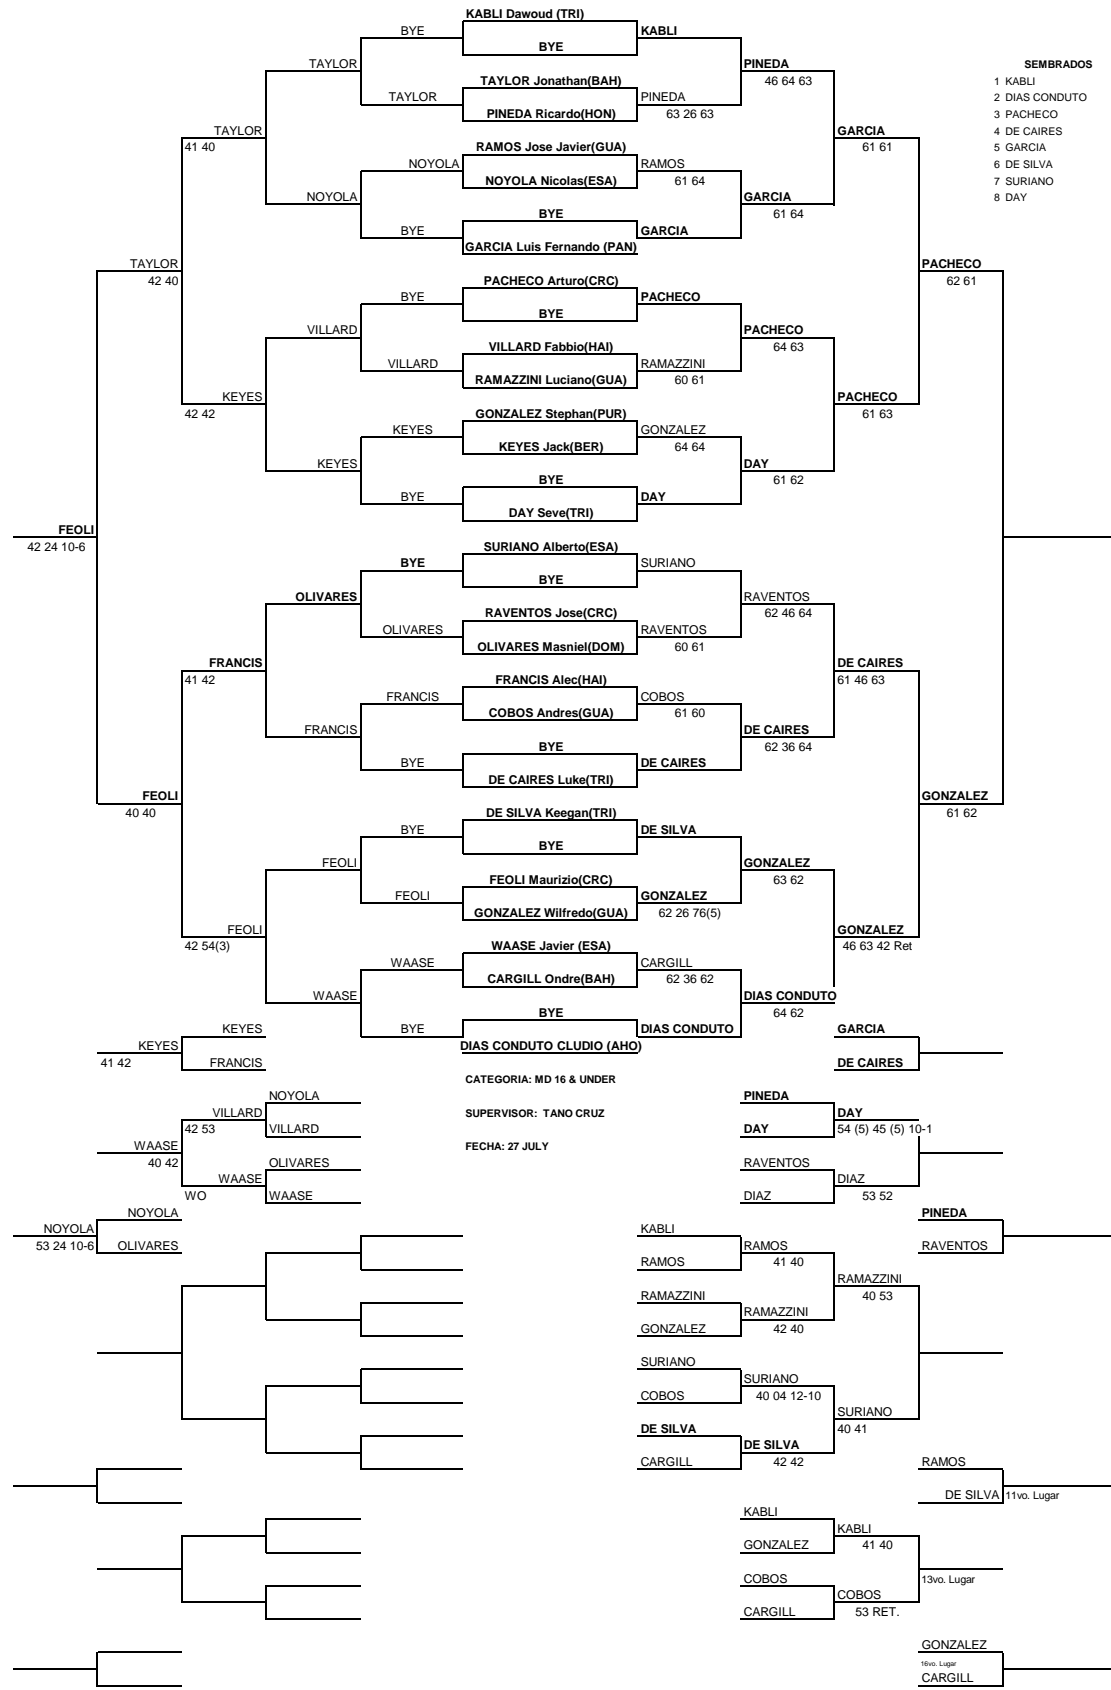 KABLI Dawoud (TRI)
BYE KABLI
BYE
TAYLOR PINEDA
SEMBRADOS
TAYLOR Jonathan(BAH) 46 64 63
1 KABLI
TAYLOR PINEDA
2 DIAS CONDUTO
PINEDA Ricardo(HON) 63 26 63
3 PACHECO
TAYLOR GARCIA
4 DE CAIRES
41 40 RAMOS Jose Javier(GUA) 61 61
5 GARCIA
NOYOLA RAMOS
6 DE SILVA
NOYOLA Nicolas(ESA) 61 64
7 SURIANO
NOYOLA GARCIA
8 DAY
BYE 61 64
BYE GARCIA
GARCIA Luis Fernando (PAN)
TAYLOR PACHECO
42 40 PACHECO Arturo(CRC) 62 61
BYE PACHECO
BYE
VILLARD PACHECO
VILLARD Fabbio(HAI) 64 63
VILLARD RAMAZZINI
RAMAZZINI Luciano(GUA) 60 61
KEYES PACHECO
42 42 GONZALEZ Stephan(PUR) 61 63
KEYES GONZALEZ
KEYES Jack(BER) 64 64
KEYES DAY
BYE 61 62
BYE DAY
DAY Seve(TRI)
FEOLI
42 24 10-6 SURIANO Alberto(ESA)
BYE SURIANO
BYE
OLIVARES RAVENTOS
RAVENTOS Jose(CRC) 62 46 64
OLIVARES RAVENTOS
OLIVARES Masniel(DOM) 60 61
FRANCIS DE CAIRES
41 42 FRANCIS Alec(HAI) 61 46 63
FRANCIS COBOS
COBOS Andres(GUA) 61 60
FRANCIS DE CAIRES
BYE 62 36 64
BYE DE CAIRES
DE CAIRES Luke(TRI)
FEOLI GONZALEZ
40 40 DE SILVA Keegan(TRI) 61 62
BYE DE SILVA
BYE
FEOLI GONZALEZ
FEOLI Maurizio(CRC) 63 62
FEOLI GONZALEZ
GONZALEZ Wilfredo(GUA) 62 26 76(5)
FEOLI GONZALEZ
42 54(3) WAASE Javier (ESA) 46 63 42 Ret
WAASE CARGILL
CARGILL Ondre(BAH) 62 36 62
WAASE DIAS CONDUTO
BYE 64 62
KEYES BYE DIAS CONDUTO GARCIA
KEYES DIAS CONDUTO CLUDIO (AHO)
41 42 FRANCIS DE CAIRES
CATEGORIA: MD 16 & UNDER
NOYOLA PINEDA
VILLARD SUPERVISOR: TANO CRUZ DAY
42 53 VILLARD DAY 54 (5) 45 (5) 10-1
WAASE FECHA: 27 JULY
40 42 OLIVARES RAVENTOS
WAASE DIAZ
WO WAASE DIAZ 53 52
NOYOLA PINEDA
NOYOLA KABLI
53 24 10-6 OLIVARES RAMOS RAVENTOS
RAMOS 41 40
RAMAZZINI
RAMAZZINI 40 53
RAMAZZINI
GONZALEZ 42 40
SURIANO
SURIANO
COBOS 40 04 12-10
SURIANO
DE SILVA 40 41
DE SILVA
CARGILL 42 42 RAMOS
DE SILVA 11vo. Lugar
KABLI
KABLI
GONZALEZ 41 40
13vo. Lugar
COBOS
COBOS
CARGILL 53 RET.
GONZALEZ
16vo. Lugar
CARGILL